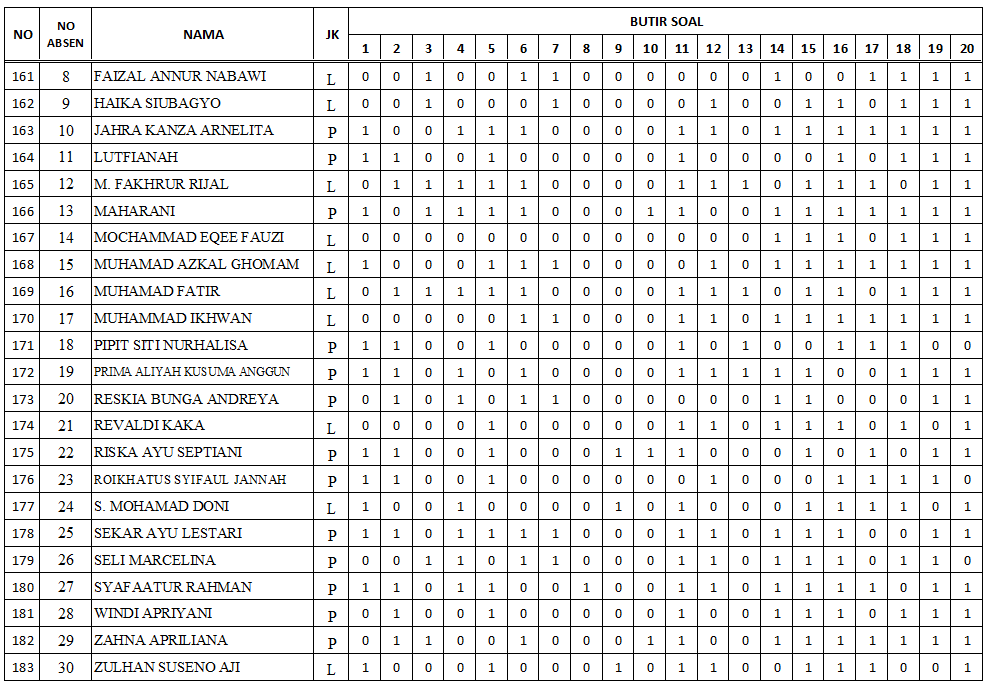 NO NO ABSEN NAMA JK BUTIR SOAL
1 2 3 4 5 6 7 8 9 10 11 12 13 14 15 16 17 18 19 20
161 8 FAIZAL ANNUR NABAWI L 0 0 1 0 0 1 1 0 0 0 0 0 0 1 0 0 1 1 1 1
162 9 HAIKA SIUBAGYO L 0 0 1 0 0 0 1 0 0 0 0 1 0 0 1 1 0 1 1 1
163 10 JAHRA KANZA ARNELITA P 1 0 0 1 1 1 0 0 0 0 1 1 0 1 1 1 1 1 1 1
164 11 LUTFIANAH P 1 1 0 0 1 0 0 0 0 0 1 0 0 0 0 1 0 1 1 1
165 12 M. FAKHRUR RIJAL L 0 1 1 1 1 1 0 0 0 0 1 1 1 0 1 1 1 0 1 1
166 13 MAHARANI P 1 0 1 1 1 1 0 0 0 1 1 0 0 1 1 1 1 1 1 1
167 14 MOCHAMMAD EQEE FAUZI L 0 0 0 0 0 0 0 0 0 0 0 0 0 1 1 1 0 1 1 1
168 15 MUHAMAD AZKAL GHOMAM L 1 0 0 0 1 1 1 0 0 0 0 1 0 1 1 1 1 1 1 1
169 16 MUHAMAD FATIR L 0 1 1 1 1 1 0 0 0 0 1 1 1 0 1 1 0 1 1 1
170 17 MUHAMMAD IKHWAN L 0 0 0 0 0 1 1 0 0 0 1 1 0 1 1 1 1 1 1 1
171 18 PIPIT SITI NURHALISA P 1 1 0 0 1 0 0 0 0 0 1 0 1 0 0 1 1 1 0 0
172 19 PRIMA ALIYAH KUSUMA ANGGUN P 1 1 0 1 0 1 0 0 0 0 1 1 1 1 1 0 0 1 1 1
173 20 RESKIA BUNGA ANDREYA P 0 1 0 1 0 1 1 0 0 0 0 0 0 1 1 0 0 0 1 1
174 21 REVALDI KAKA L 0 0 0 0 1 0 0 0 0 0 1 1 0 1 1 1 0 1 0 1
175 22 RISKA AYU SEPTIANI P 1 1 0 0 1 0 0 0 1 1 1 0 0 0 1 0 1 0 1 1
176 23 ROIKHATUS SYIFAUL JANNAH P 1 1 0 0 1 0 0 0 0 0 0 1 0 0 0 1 1 1 1 0
177 24 S. MOHAMAD DONI L 1 0 0 1 0 0 0 0 1 0 1 0 0 0 1 1 1 1 0 1
178 25 SEKAR AYU LESTARI P 1 1 0 1 1 1 1 0 0 0 1 1 0 1 1 1 0 0 1 1
179 26 SELI MARCELINA P 0 0 1 1 0 1 1 0 0 0 1 1 0 1 1 1 0 1 1 0
180 27 SYAFAATUR RAHMAN P 1 1 0 1 1 0 0 1 0 0 1 1 0 1 1 1 1 0 1 1
181 28 WINDI APRIYANI P 0 1 0 0 1 0 0 0 0 0 1 0 0 1 1 1 0 1 1 1
182 29 ZAHNA APRILIANA P 0 1 1 0 0 1 1 0 0 1 1 0 0 1 1 1 1 1 1 1
183 30 ZULHAN SUSENO AJI L 1 0 0 0 1 0 0 0 1 0 1 1 0 0 1 1 1 0 0 1